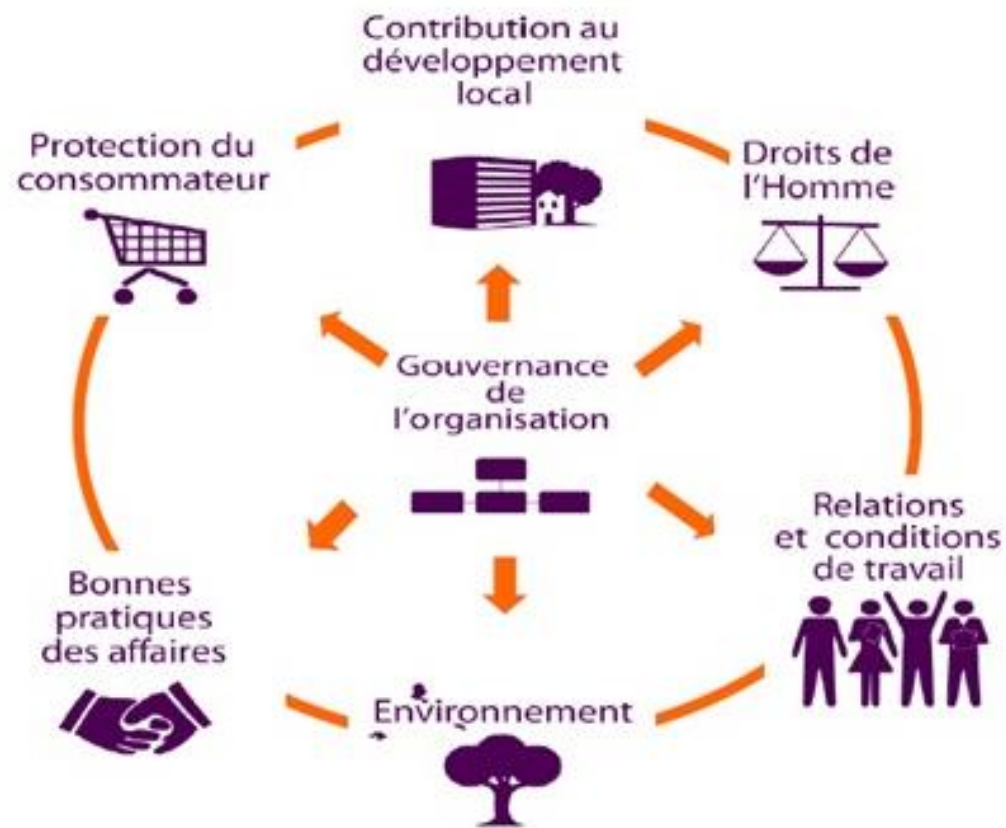 Contribution au
développement
local
Protection du
consommateur
Droits de
l'Homme
Gouvernance
de
l'organisation
Relations
et conditions
de travail
Bonnes
pratiques
des affaires
Environnement